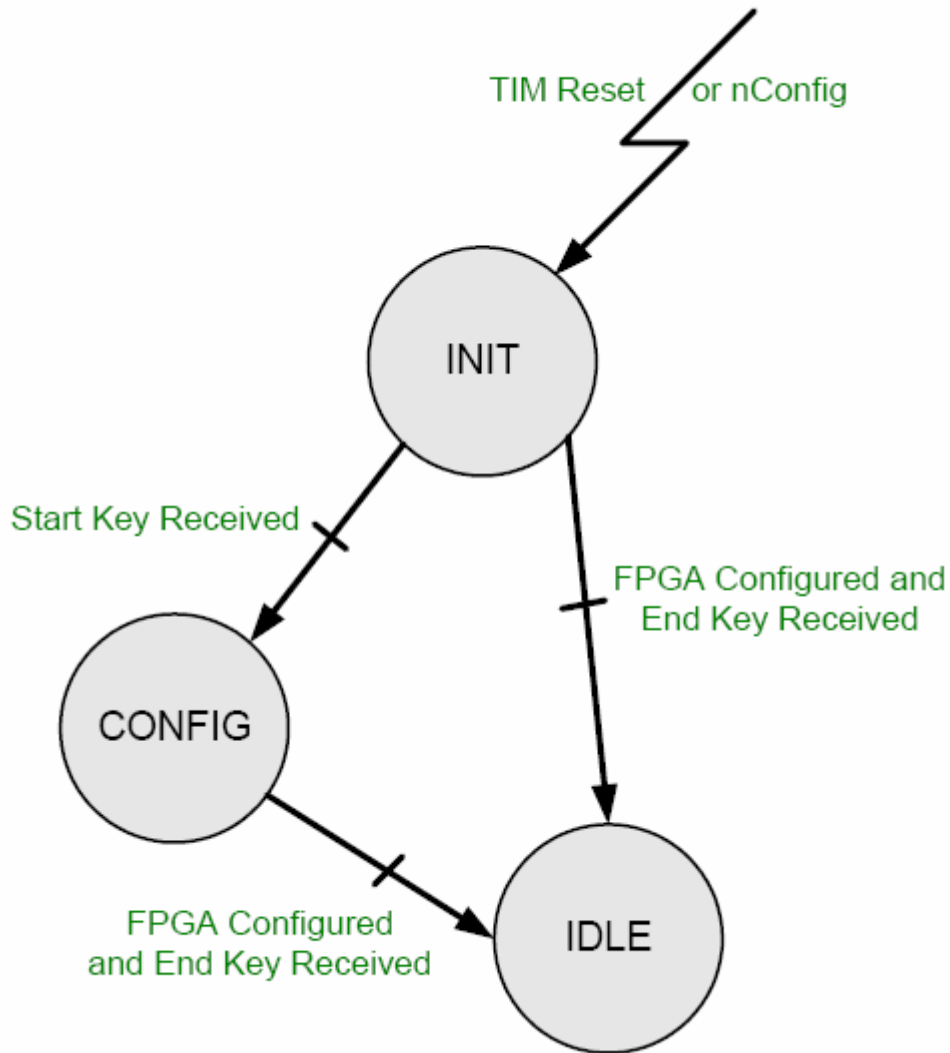 TIM Reset or nConfig
INIT
Start Key Received
FPGA Configured and
End Key Received
CONFIG
FPGA Configured
and End Key Received
IDLE